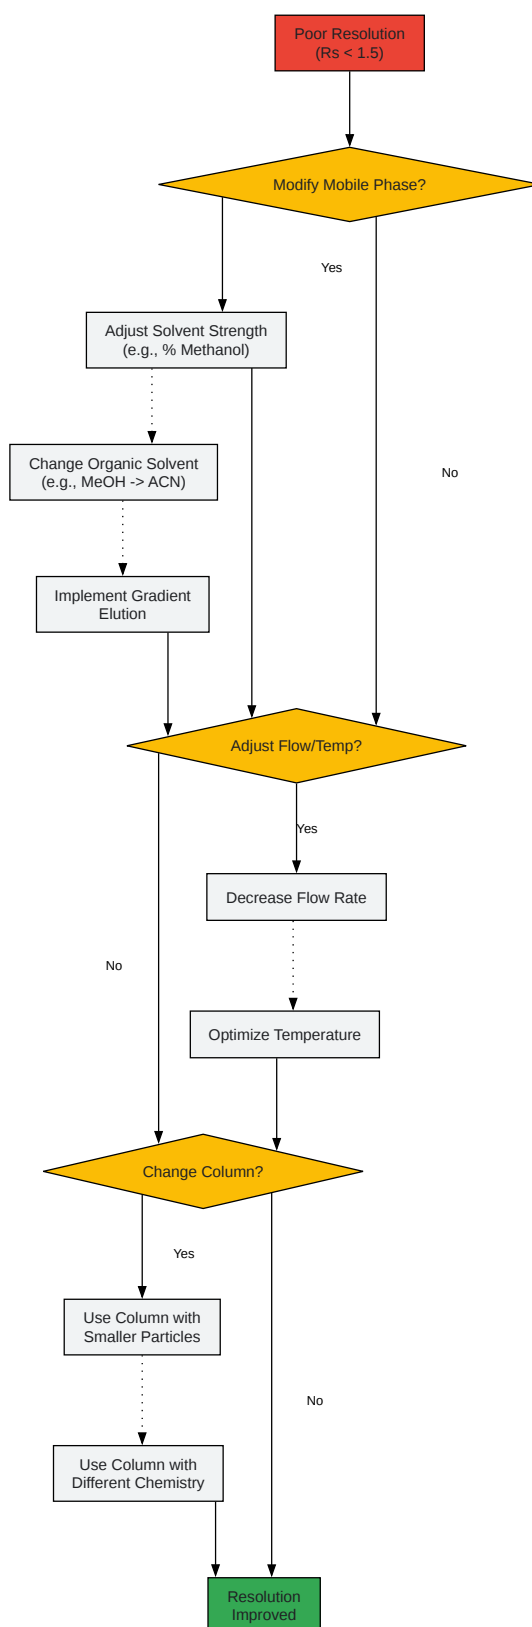 Poor Resolution
(Rs < 1.5)
Modify Mobile Phase?
Yes
Adjust Solvent Strength
(e.g., % Methanol)
Change Organic Solvent
(e.g., MeOH -> ACN)
No
Implement Gradient
Elution
Adjust Flow/Temp?
Yes
Decrease Flow Rate
No
Optimize Temperature
Change Column?
Yes
Use Column with
Smaller Particles
No
Use Column with
Different Chemistry
Resolution
Improved